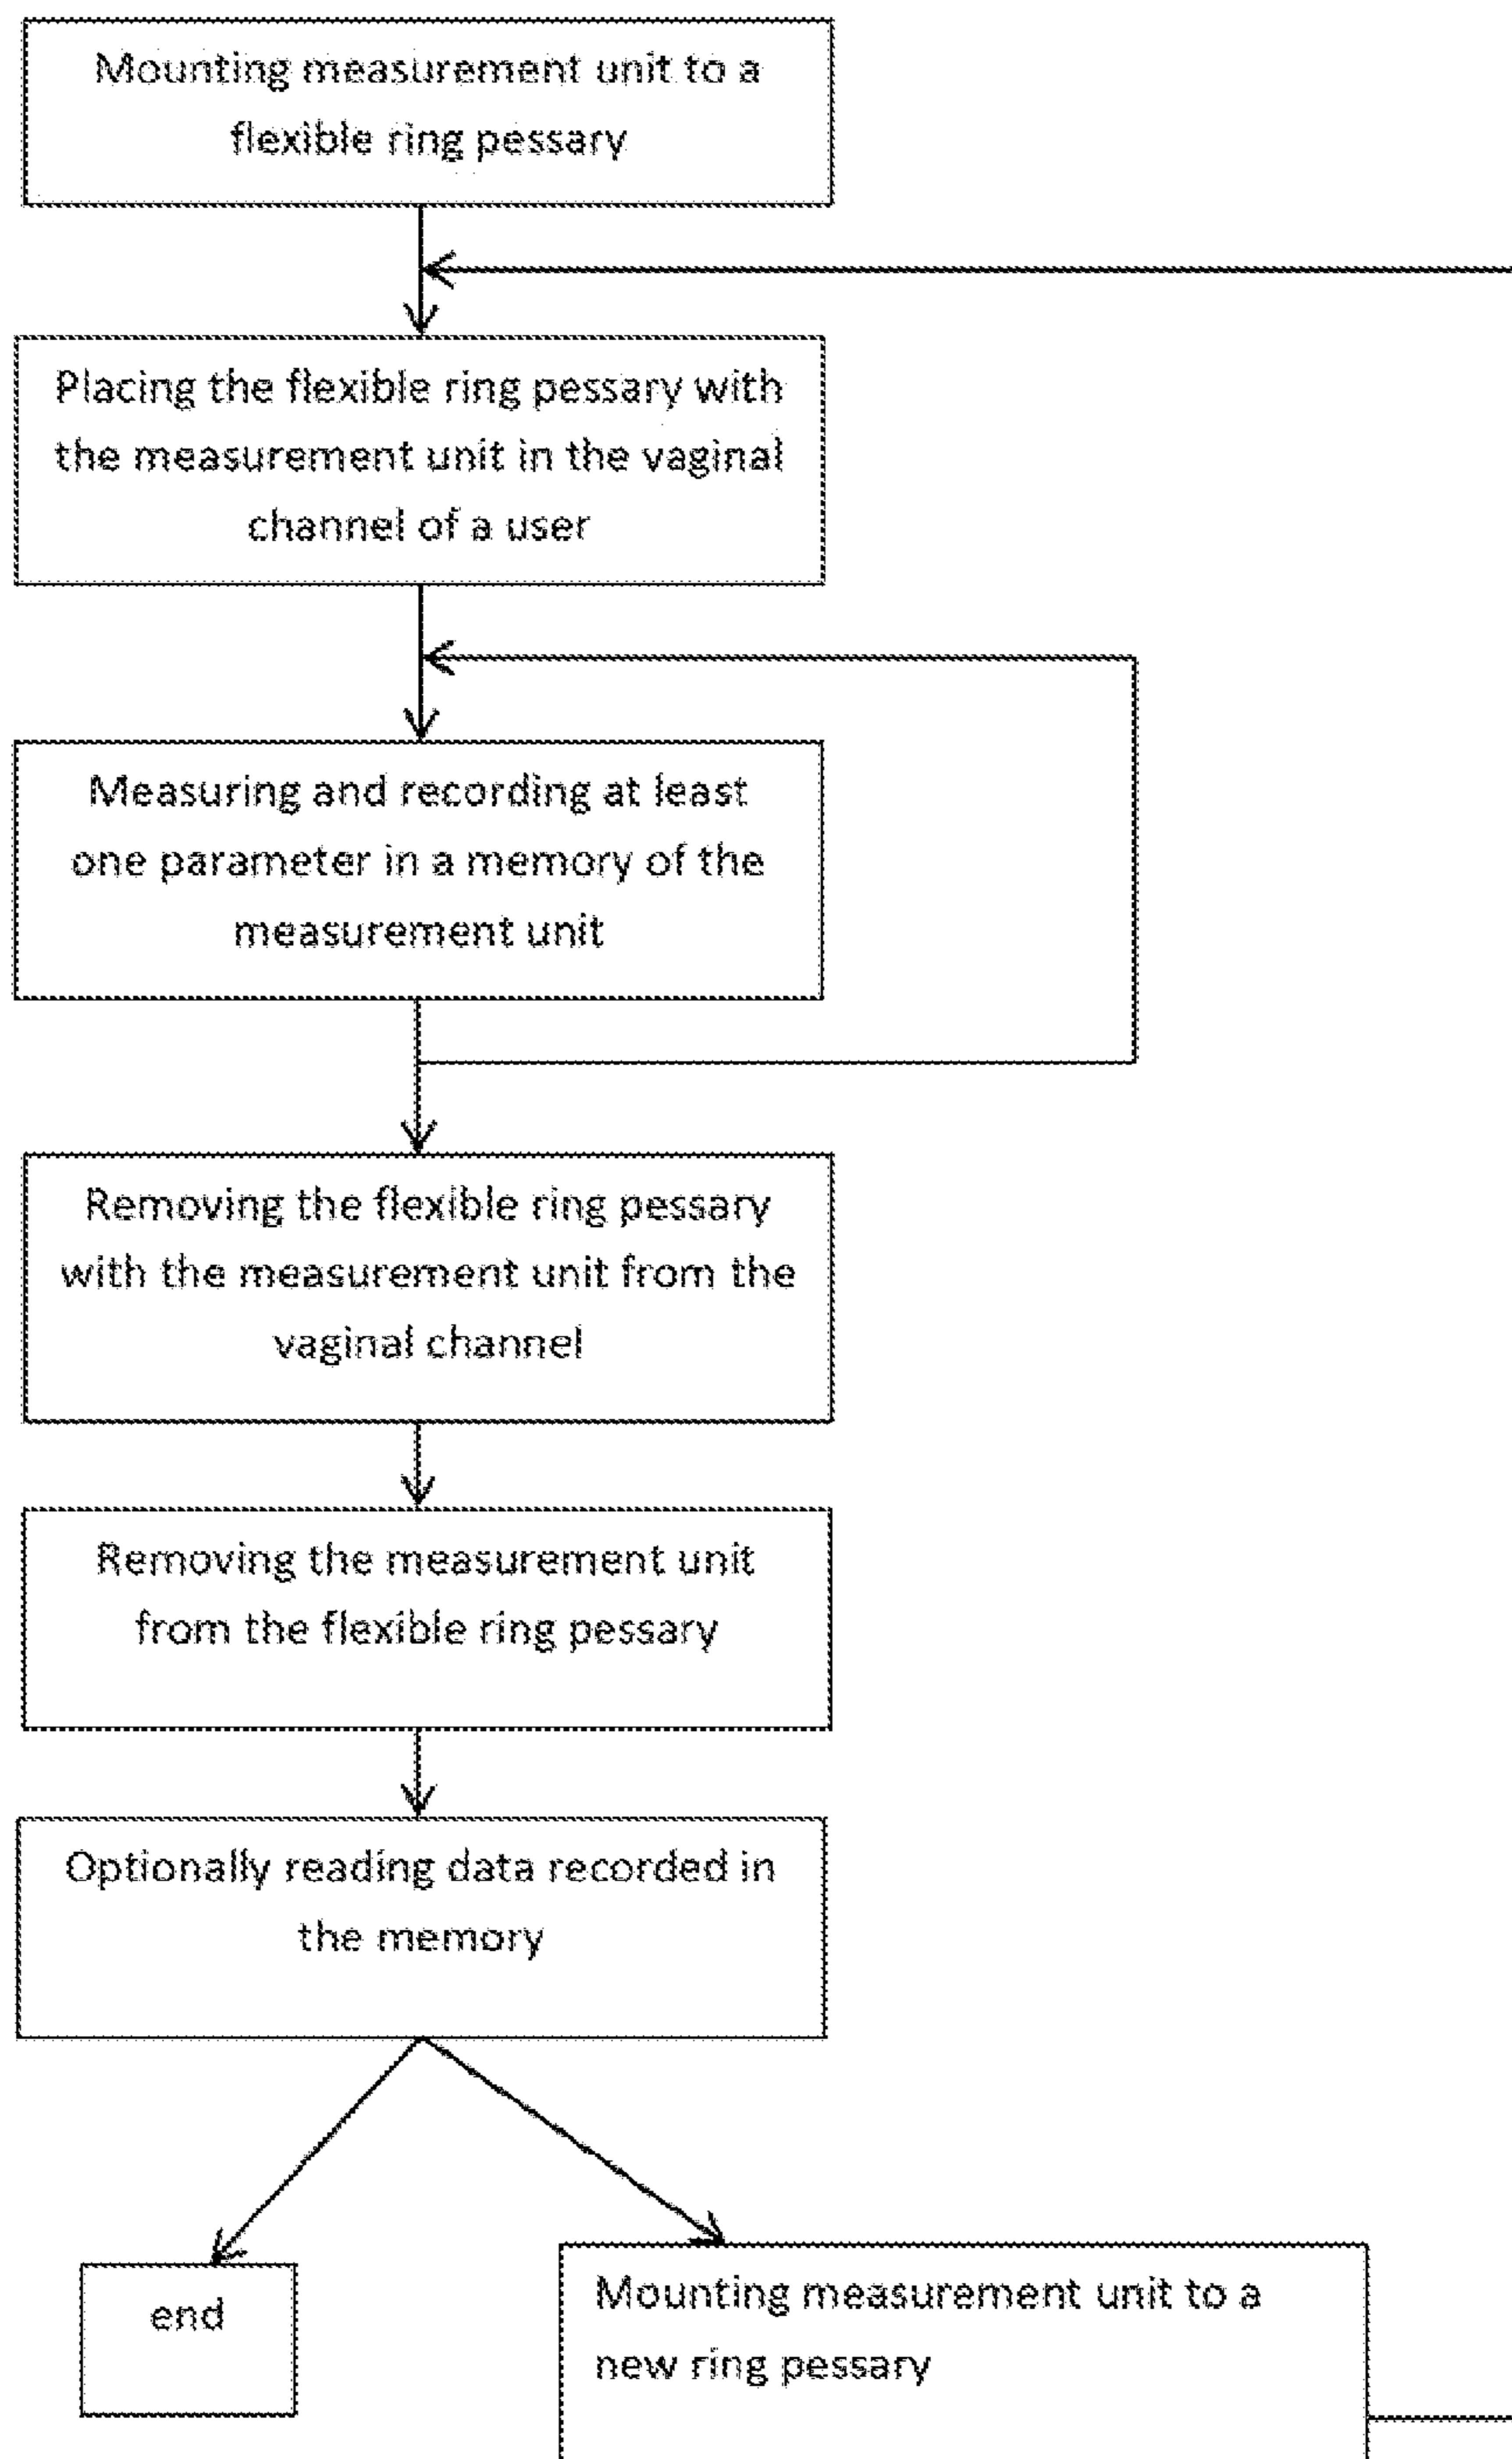 Mounting measurement unit to a
flexible ring pessary
Placing the flexible ring pessary with
the measurement unit in the vaginal
channel of a user
Measuring and recording at least
one parameter in a memory of the
measurement unit
Removing the flexible ring pessary
with the measurement unit from the
vaginal channel
Removing the measurement unit
from the flexible ring pessary
Optionally reading data recorded in
the memory
end
Mounting measurement unit to a
new ring pessary